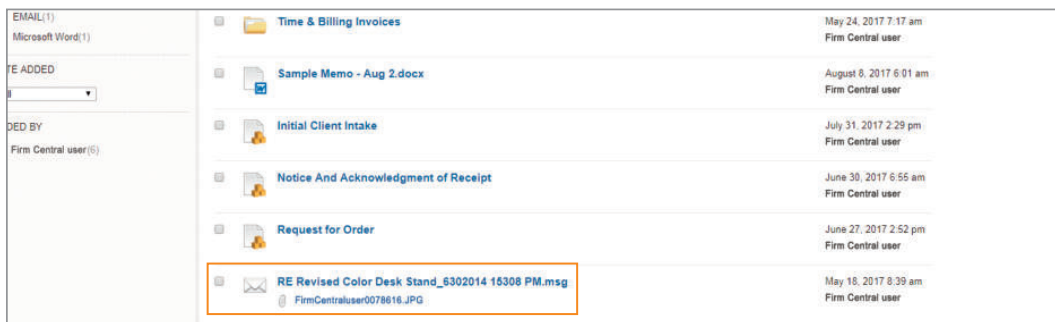 EMAIL(1)
Microsoft Word(1)
TE ADDED
ll
DED BY
Firm Central user(6)
Time & Billing Invoices
May 24, 2017 7:17 am
Firm Central user
Sample Memo - Aug 2.docx
August 8, 2017 6:01 am
Firm Central user
Initial Client Intake
July 31, 2017 2:29 pm
Firm Central user
Notice And Acknowledgment of Receipt
June 30, 2017 6:55 am
Firm Central user
Request for Order
June 27, 2017 2:52 pm
Firm Central user
RE Revised Color Desk Stand_6302014 15308 PM.msg
FirmCentraluser0078616.JPG
May 18, 2017 8:39 am
Firm Central user